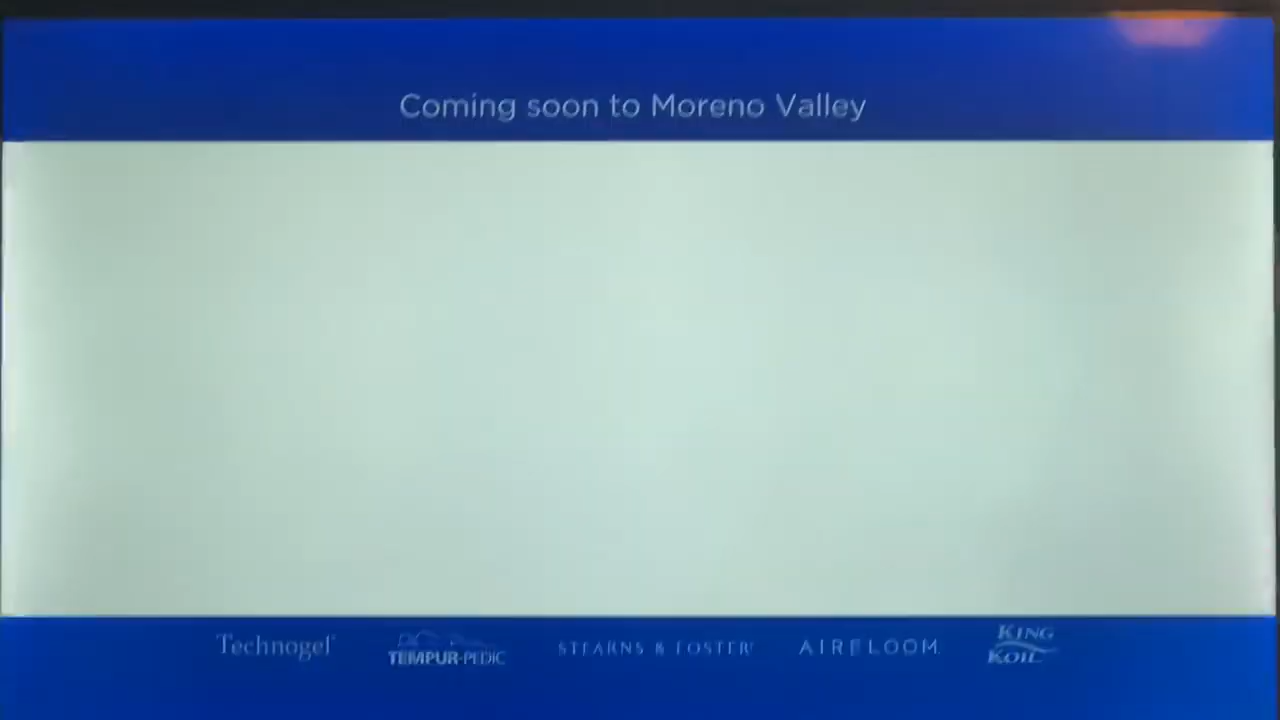 Coming soon to Moreno Valley
Technogel®
TEMPUR-PEDIC
STEARNS & FOSTER®
AIRELOOM
KING
KOIL